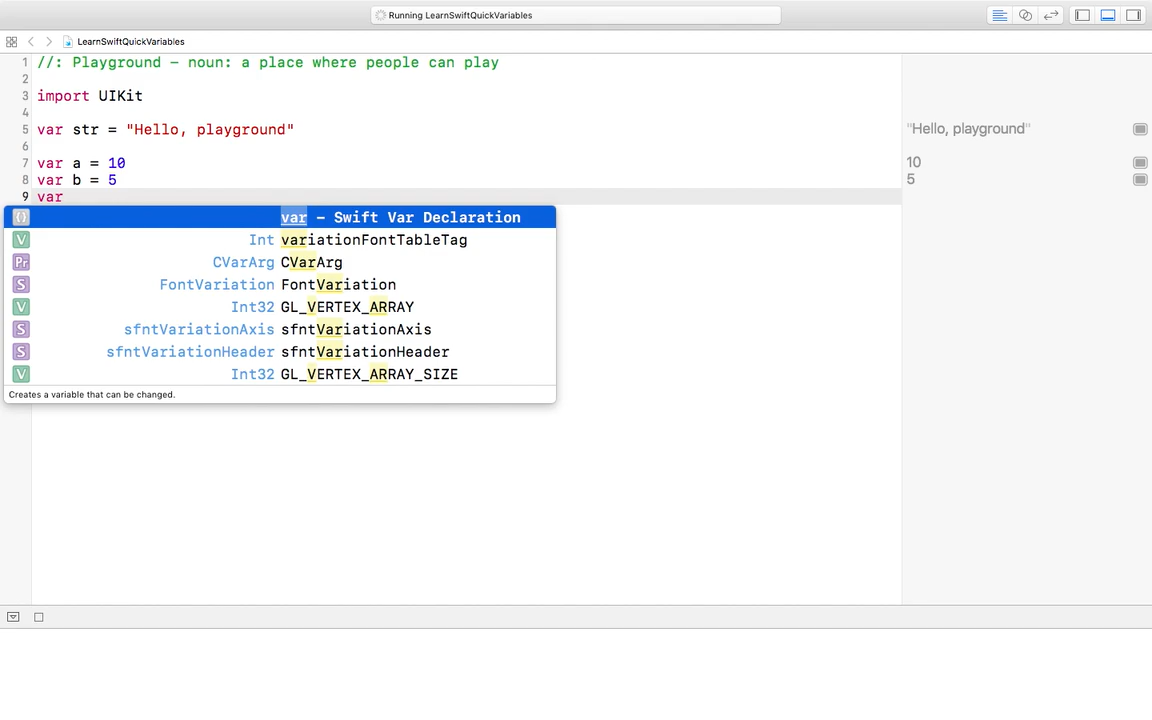 Running LearnSwiftQuickVariables
LearnSwiftQuickVariables
1 //: Playground – noun: a place where people can play
2
3 import UIKit
4
5 var str = "Hello, playground"
"Hello, playground"
6
7 var a = 10
10
8 var b = 5
5
9 var
{} var – Swift Var Declaration
V Int variationFontTableTag
Pr CVarArg CVarArg
S FontVariation FontVariation
V Int32 GL_VERTEX_ARRAY
S sfntVariationAxis sfntVariationAxis
S sfntVariationHeader sfntVariationHeader
V Int32 GL_VERTEX_ARRAY_SIZE
Creates a variable that can be changed.